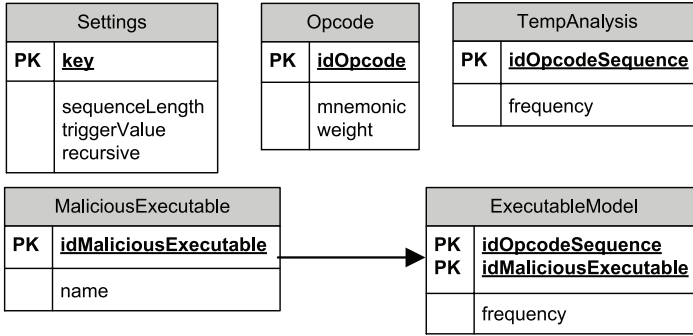 Settings
PK key
sequenceLength
triggerValue
recursive
Opcode
PK idOpcode
mnemonic
weight
TempAnalysis
PK idOpcodeSequence
frequency
MaliciousExecutable
PK idMaliciousExecutable
name
ExecutableModel
PK idOpcodeSequence
PK idMaliciousExecutable
frequency